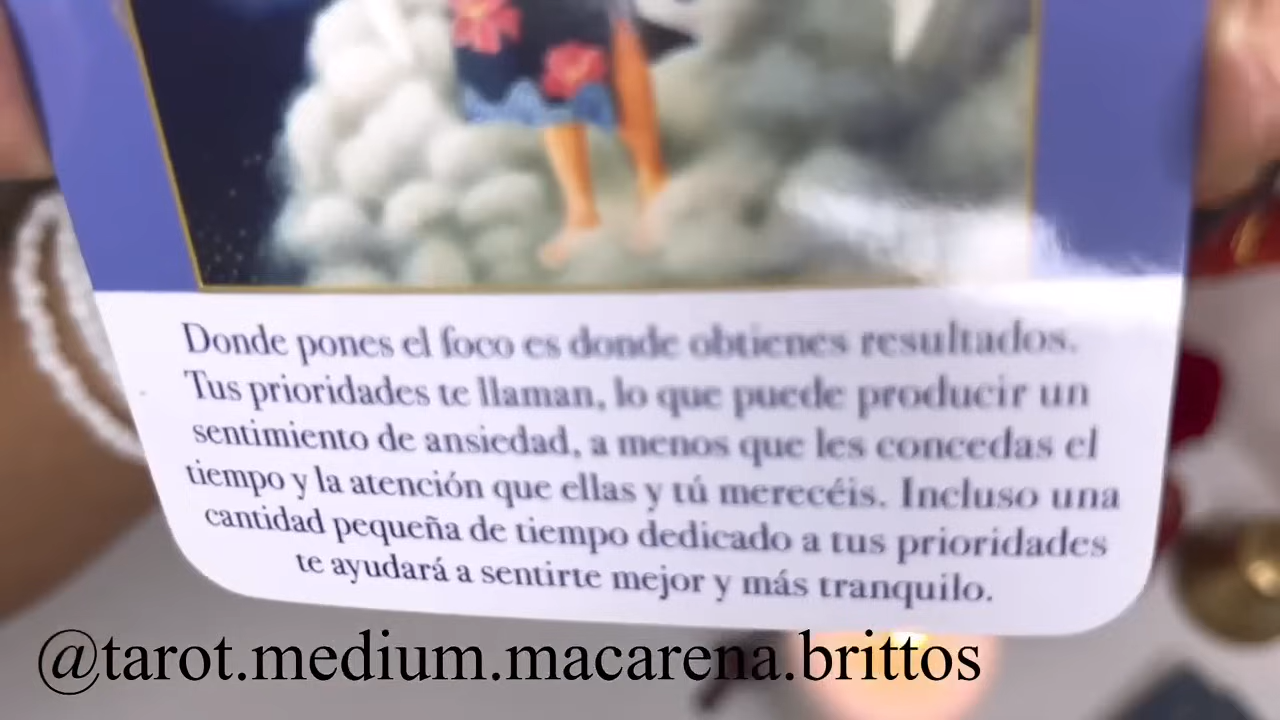 Donde pones el foco es donde obtienes resultados.
Tus prioridades te llaman, lo que puede producir un
sentimiento de ansiedad, a menos que les concedas el
tiempo y la atención que ellas y tú merecéis. Incluso una
cantidad pequeña de tiempo dedicado a tus prioridades
te ayudará a sentirte mejor y más tranquilo.
@tarot.medium.macarena.brittos